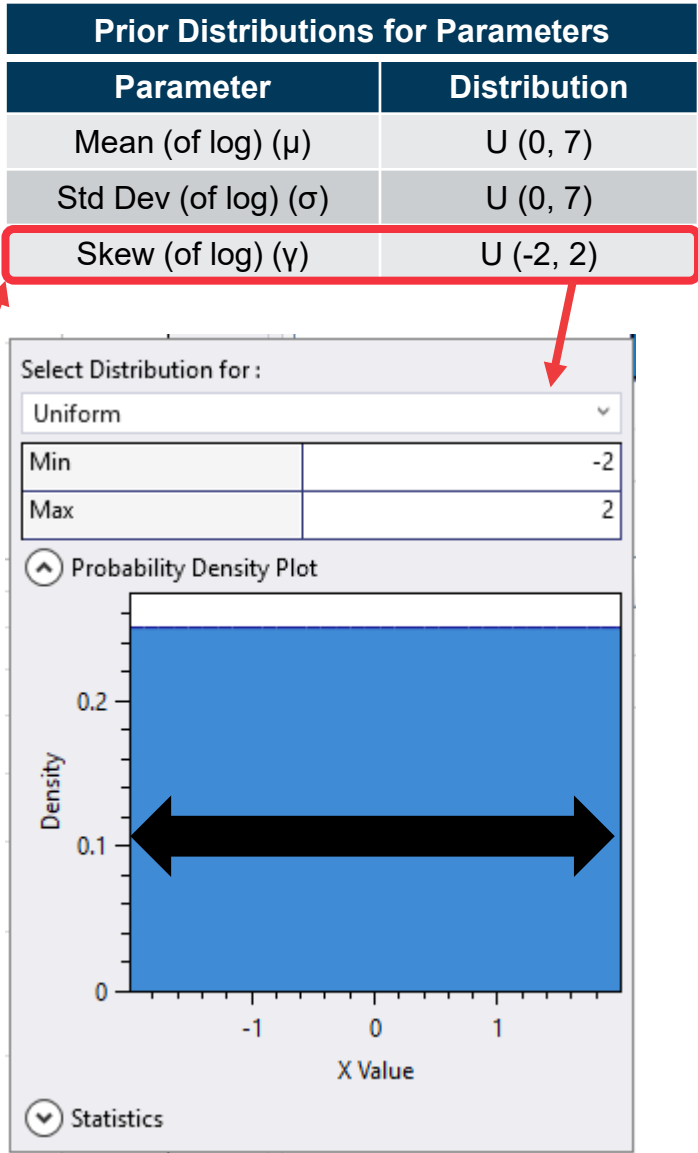 Prior Distributions for Parameters
Parameter Distribution
Mean (of log) (μ) U (0, 7)
Std Dev (of log) (σ) U (0, 7)
Skew (of log) (γ) U (-2, 2)
Select Distribution for :
Uniform
Min -2
Max 2
Probability Density Plot
0.2
Density
0.1
0
-1 0 1
X Value
Statistics